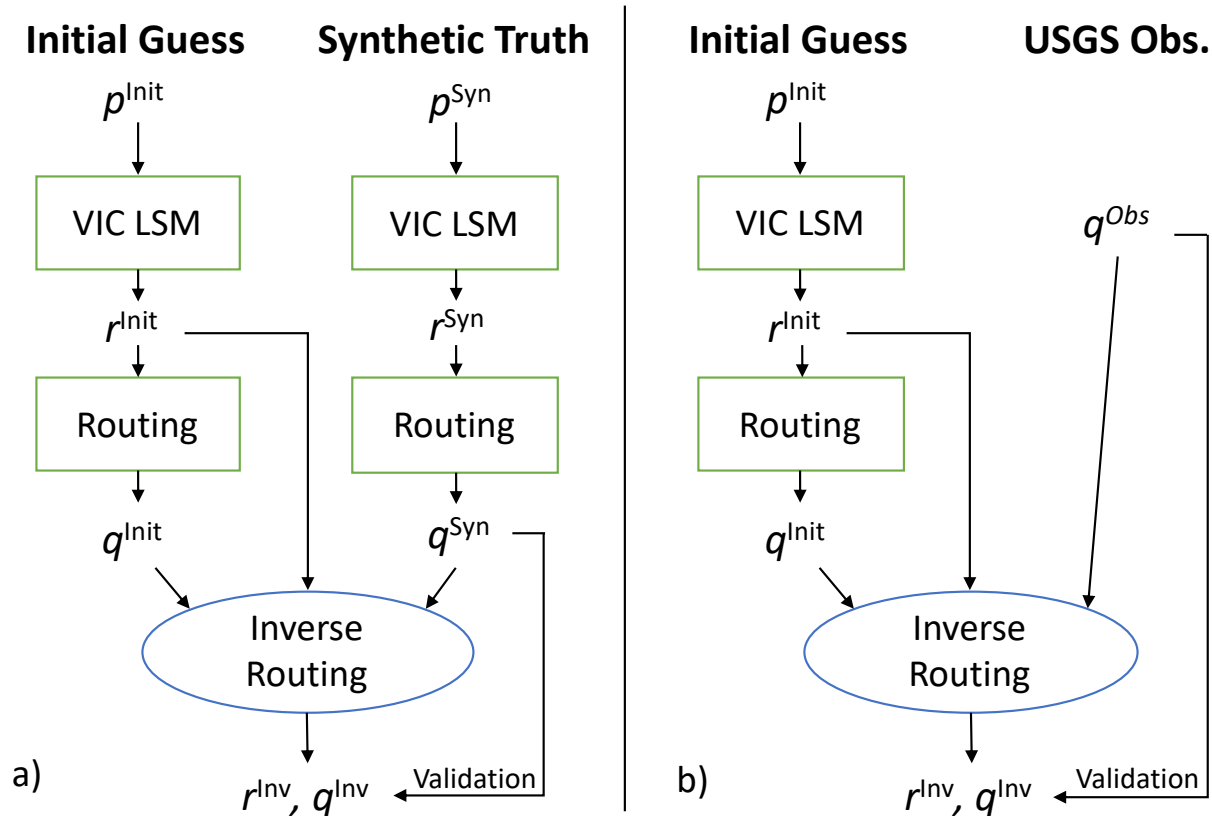 Initial Guess
Synthetic Truth
p^Init
p^Syn
VIC LSM
VIC LSM
r^Init
r^Syn
Routing
Routing
q^Init
q^Syn
Inverse
Routing
Validation
r^Inv, q^Inv
a)
Initial Guess
USGS Obs.
p^Init
VIC LSM
q^Obs
r^Init
Routing
q^Init
Inverse
Routing
Validation
r^Inv, q^Inv
b)